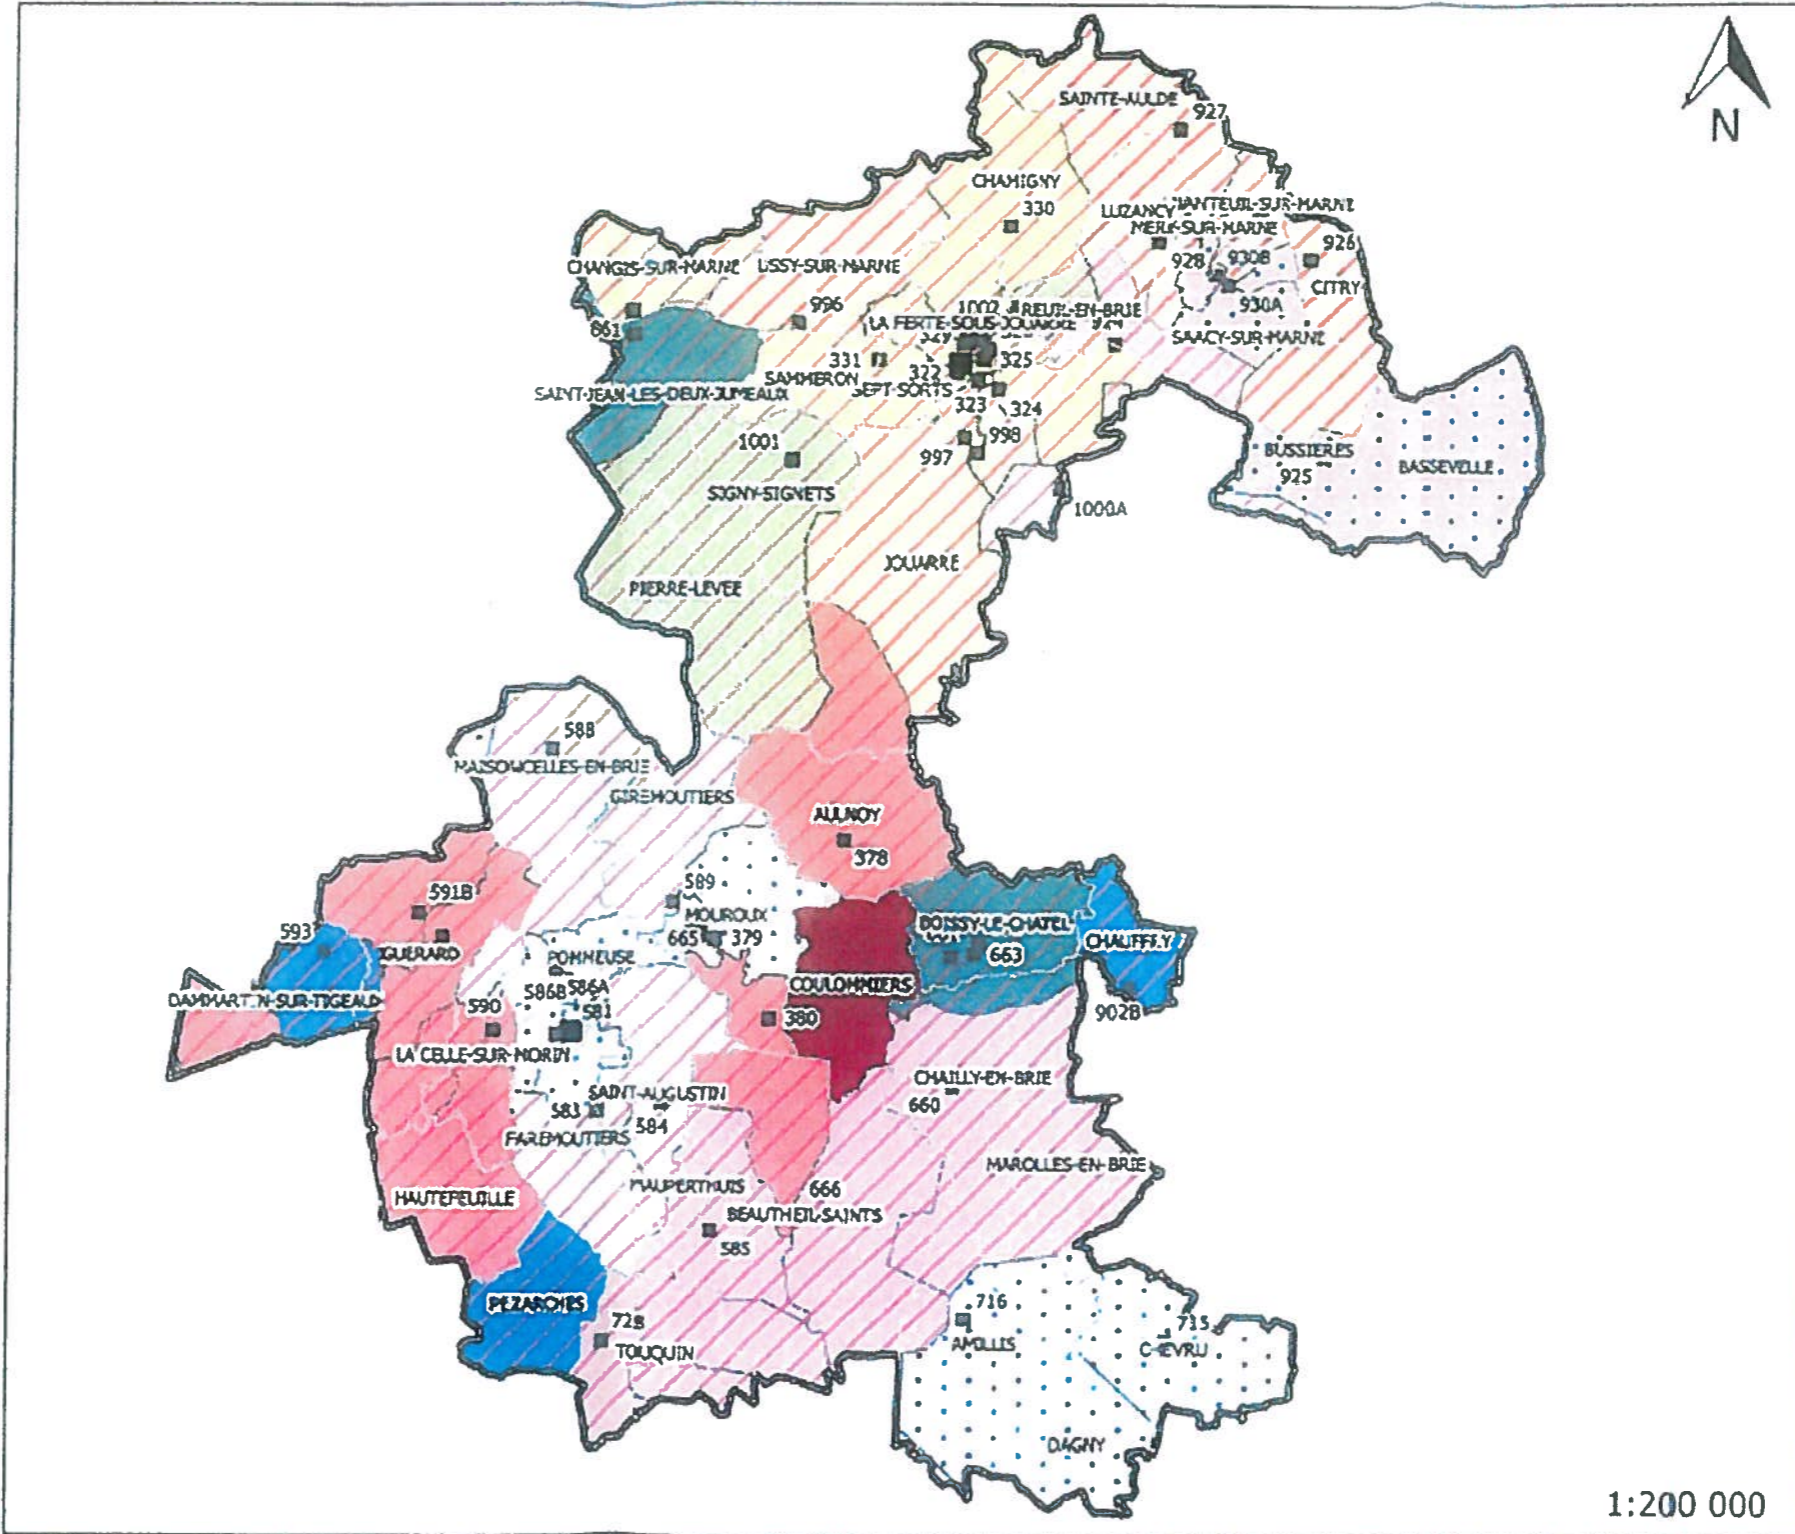 N
SAINTE-AULDE
927
CHAMIGNY
330
LUZANCY
NANTEUIL-SUR-MARNE
MERY-SUR-MARNE
926
928
930B
CITRY
930A
CHANGIS-SUR-MARNE
USSY-SUR-MARNE
996
1002
REUIL-EN-BRIE
LA FERTE-SOUS-JOUARRE
861
SAACY-SUR-MARNE
331
325
322
SAMMERON
SEPT-SORTS
SAINT-JEAN-LES-DEUX-JUMEAUX
323
324
1001
998
997
BUSSIERES
925
BASSEVELLE
SIGNY-SIGNETS
1000A
JOUARRE
PIERRE-LEVEE
588
MAISONCELLES-EN-BRIE
GIREMOUTIERS
AULNOY
378
591B
589
MOUROUX
593
665
379
BOISSY-LE-CHATEL
663
CHAUFFRY
GUERARD
POMMEUSE
COULOMMIERS
DAMMARTIN-SUR-TIGEAUX
586B
586A
581
590
380
902B
LA CELLE-SUR-MORIN
CHAILLY-EN-BRIE
660
SAINT-AUGUSTIN
583
584
FAREMOUTIERS
MAROLLES-EN-BRIE
MAUPERTHUIS
666
HAUTEFEUILLE
BEAUTHEIL-SAINTS
585
PEZARCHES
728
TOUQUIN
716
AMILLIS
715
CHEVRU
DAGNY
1:200 000